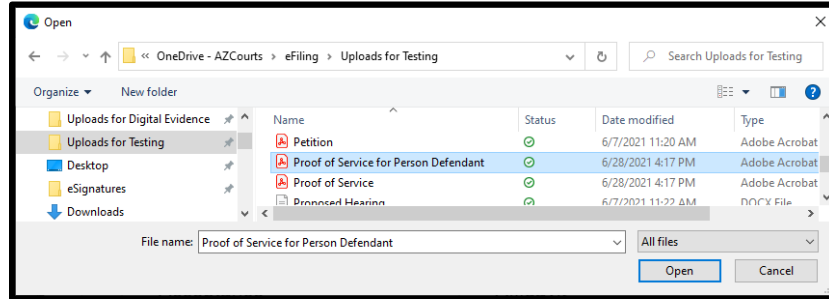 Open
« OneDrive - AZCourts > eFiling > Uploads for Testing
Search Uploads for Testing
Organize New folder
Name Status Date modified Type
Uploads for Digital Evidence
Uploads for Testing
Desktop
eSignatures
Downloads
Petition 6/7/2021 11:20 AM Adobe Acrobat
Proof of Service for Person Defendant 6/28/2021 4:17 PM Adobe Acrobat
Proof of Service 6/28/2021 4:17 PM Adobe Acrobat
Proposed Hearing 6/7/2021 11:22 AM DOCX File
File name: Proof of Service for Person Defendant All files
Open Cancel